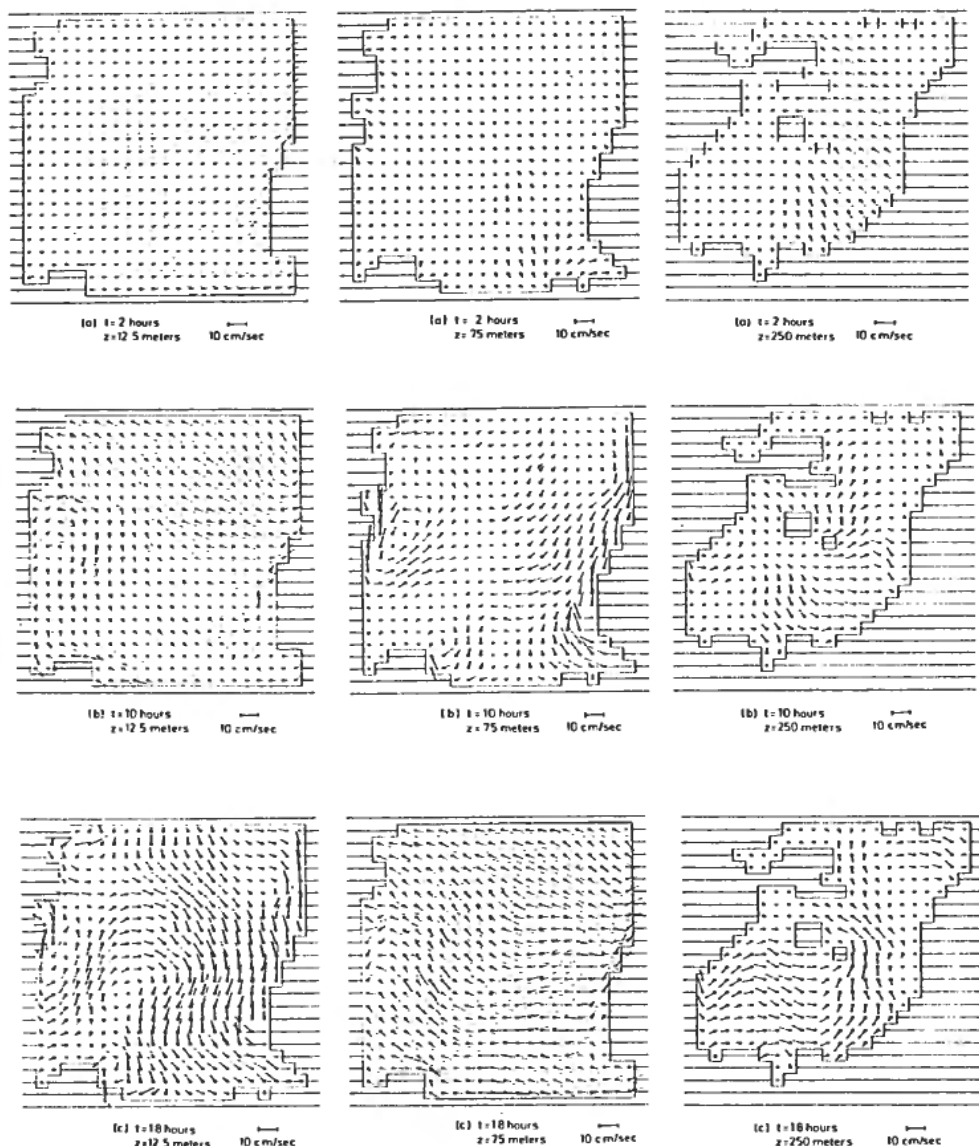 (a) t = 2 hours
z=12.5 meters 10 cm/sec
(a) t = 2 hours
z=75 meters 10 cm/sec
(a) t = 2 hours
z=250 meters 10 cm/sec
(b) t = 10 hours
z=12.5 meters 10 cm/sec
(b) t = 10 hours
z = 75 meters 10 cm/sec
(b) t = 10 hours
z=250 meters 10 cm/sec
(c) t=18 hours
z=12.5 meters 10 cm/sec
(c) t=18 hours
z=75 meters 10 cm/sec
(c) t=18 hours
z=250 meters 10 cm/sec